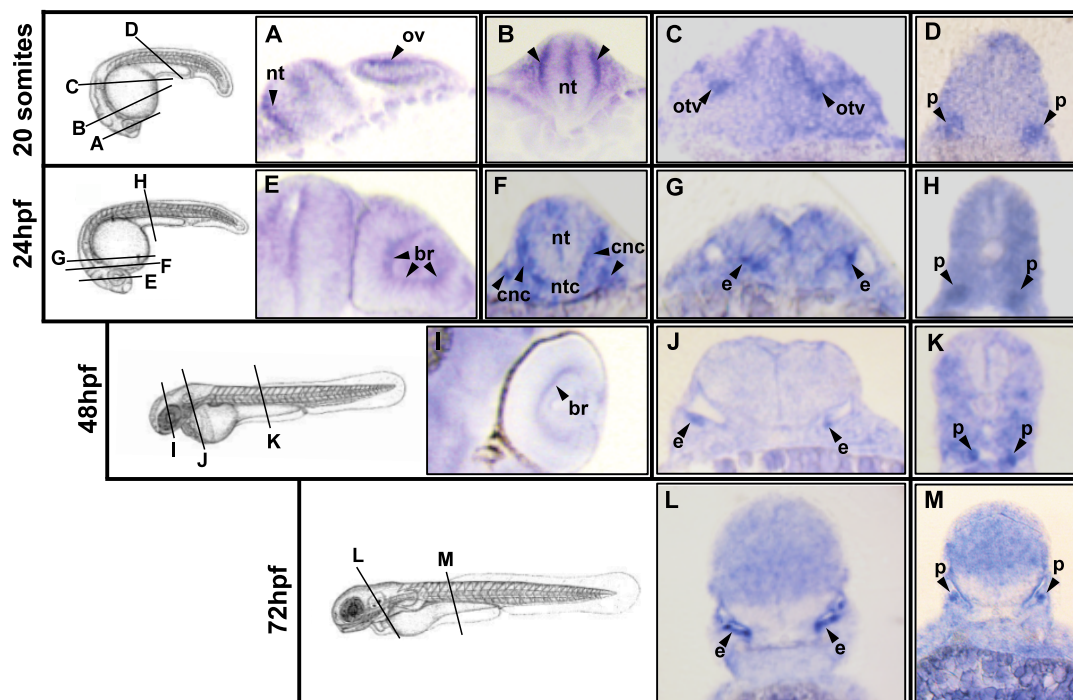 20 somites
D
C
B
A
A
nt
ov
B
nt
C
otv
otv
D
p
p
24hpf
H
G
F
E
E
br
F
nt
cnc
cnc
ntc
G
e
e
H
p
p
48hpf
I
J
K
I
br
J
e
e
K
p
p
72hpf
L
M
L
e
e
M
p
p